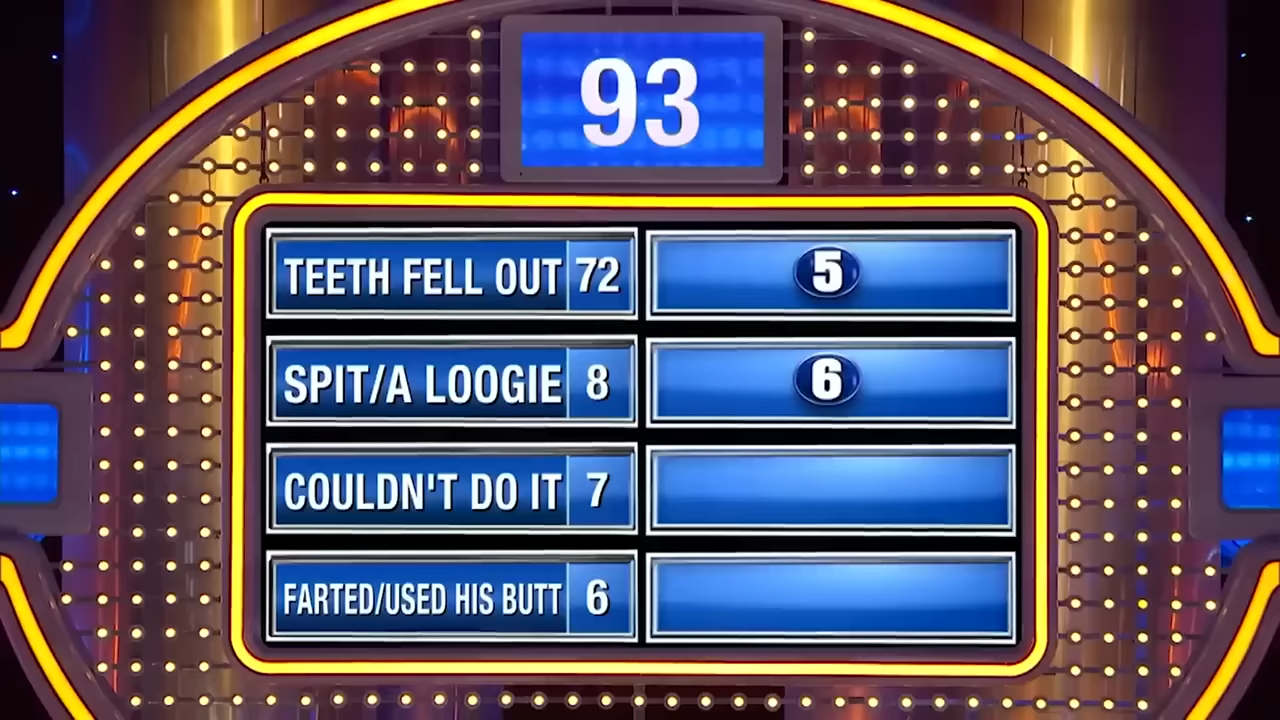 93
TEETH FELL OUT 72
SPIT/A LOOGIE 8
COULDN'T DO IT 7
FARTED/USED HIS BUTT 6
5
6